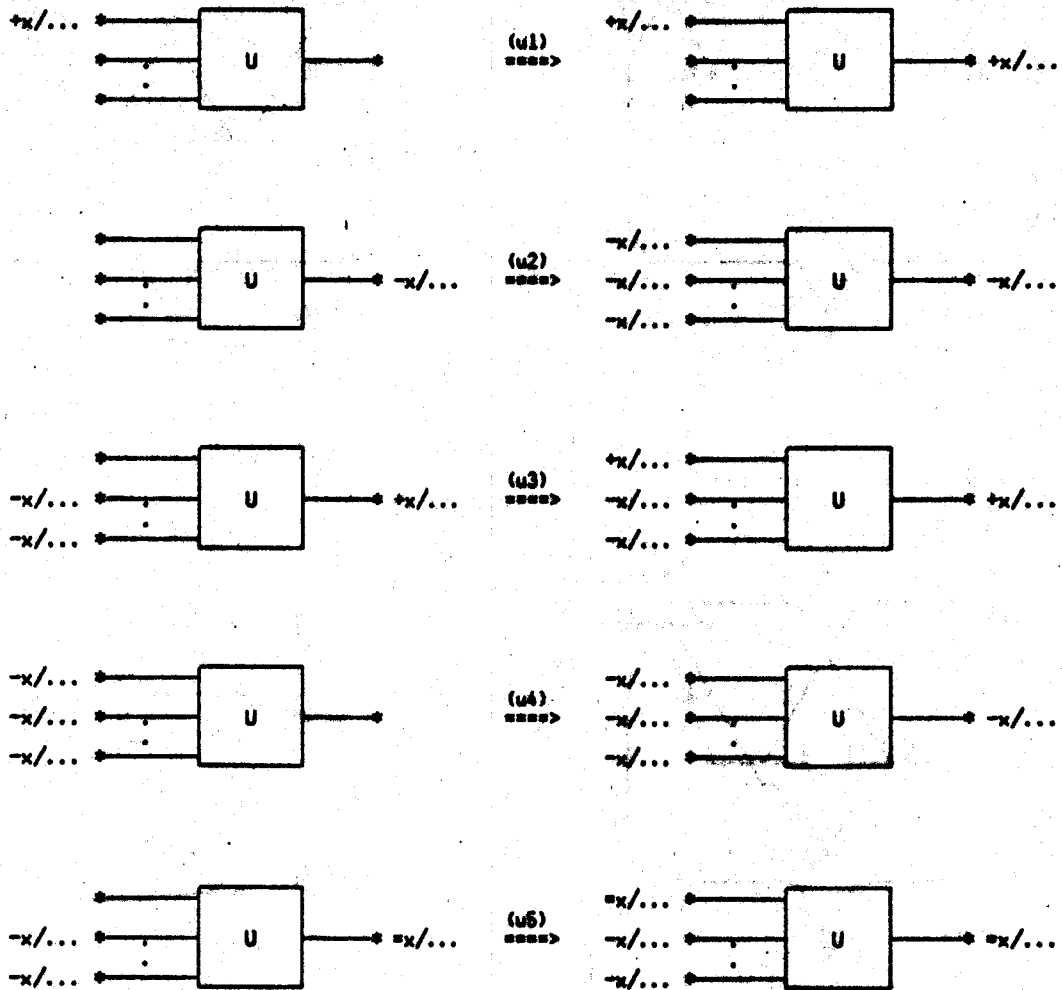 +x/... * U * (u1) +x/... * U * +x/...
* * ====> * *
* U * -x/... (u2) -x/... * U * -x/...
* ====> -x/... *
* -x/... *
* (u3) +x/... *
-x/... * U * +x/... ====> -x/... * U * +x/...
-x/... * -x/... *
-x/... * (u4) -x/... *
-x/... * U * ====> -x/... * U * -x/...
-x/... * -x/... *
* (u5) =x/... *
-x/... * U * =x/... ====> -x/... * U * =x/...
-x/... * -x/... *